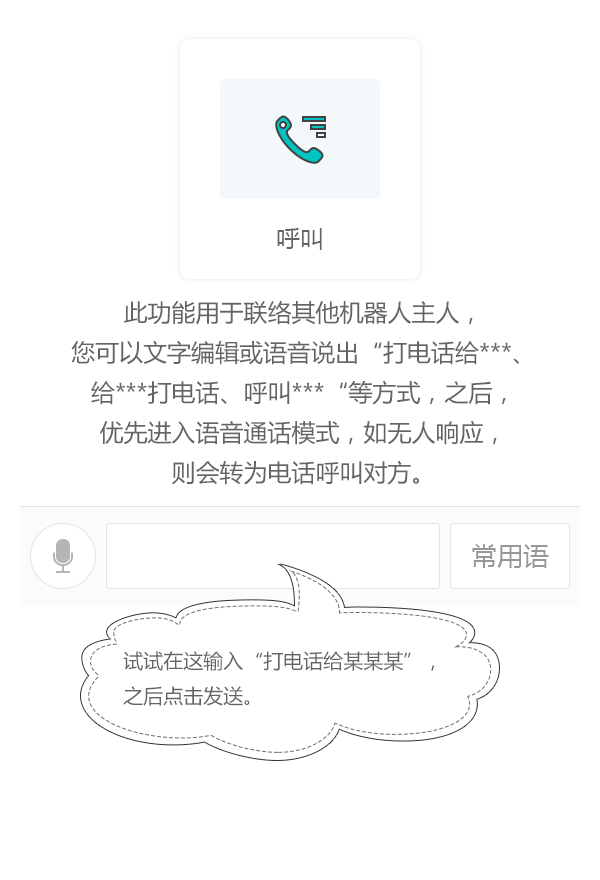 呼叫
此功能用于联络其他机器人主人，
您可以文字编辑或语音说出“打电话给***、
给***打电话、呼叫***“等方式，之后，
优先进入语音通话模式，如无人响应，
则会转为电话呼叫对方。
常用语
试试在这输入“打电话给某某某”，
之后点击发送。